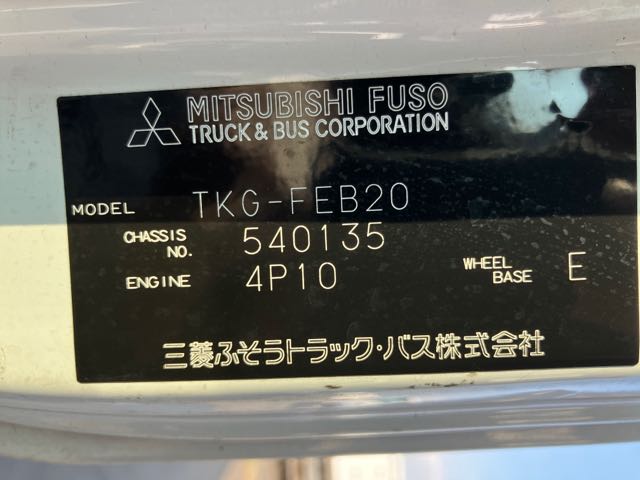 MITSUBISHI FUSO
TRUCK & BUS CORPORATION
MODEL TKG-FEB20
CHASSIS NO. 540135
ENGINE 4P10 WHEEL BASE E
三菱ふそうトラック・バス株式会社